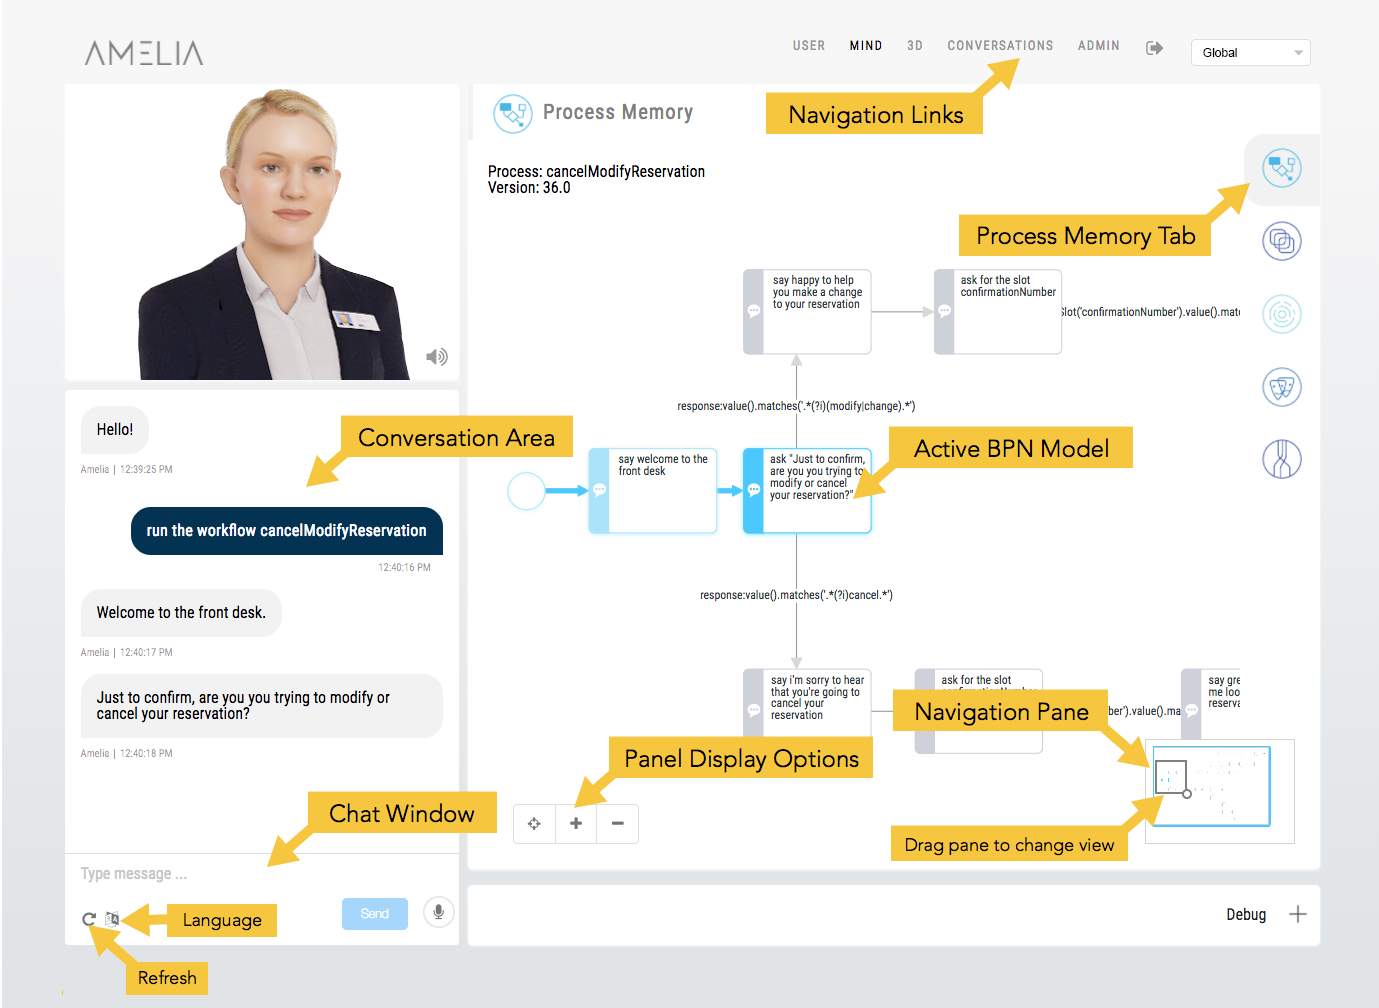 AMELIA
USER MIND 3D CONVERSATIONS ADMIN
Global
Navigation Links
Process Memory
Process: cancelModifyReservation
Version: 36.0
Process Memory Tab
say happy to help
you make a change
to your reservation
ask for the slot
confirmationNumber
Slot('confirmationNumber').value().matc
response:value().matches('.*(?i)(modify|change).*')
Hello!
Amelia | 12:39:25 PM
Conversation Area
Active BPN Model
say welcome to the
front desk
ask "Just to confirm,
are you you trying to
modify or cancel
your reservation?"
run the workflow cancelModifyReservation
12:40:16 PM
Welcome to the front desk.
Amelia | 12:40:17 PM
response:value().matches('.*(?i)cancel.*')
Just to confirm, are you you trying to modify or
cancel your reservation?
Amelia | 12:40:18 PM
say i'm sorry to hear
that you're going to
cancel your
reservation
ask for the slot
confirmationNumber
ber').value().ma
say gre
me loo
reserva
Navigation Pane
Panel Display Options
Chat Window
Drag pane to change view
Type message ...
Language
Send
Debug
Refresh